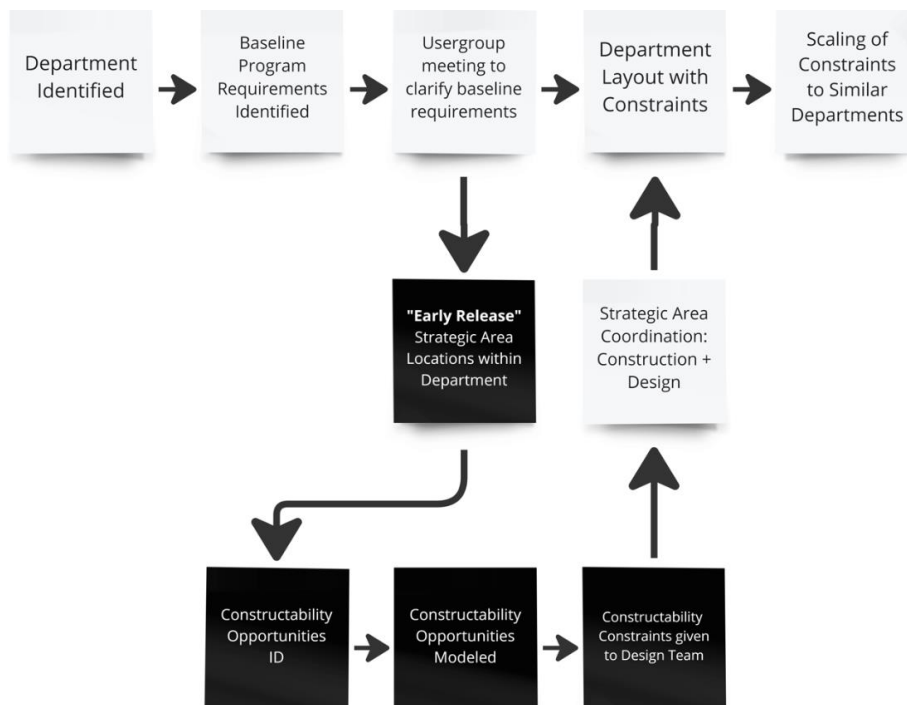 Department
Identified
Baseline
Program
Requirements
Identified
Usergroup
meeting to
clarify baseline
requirements
Department
Layout with
Constraints
Scaling of
Constraints
to Similar
Departments
"Early Release"
Strategic Area
Locations within
Department
Strategic Area
Coordination:
Construction +
Design
Constructability
Opportunities
ID
Constructability
Opportunities
Modeled
Constructability
Constraints given
to Design Team